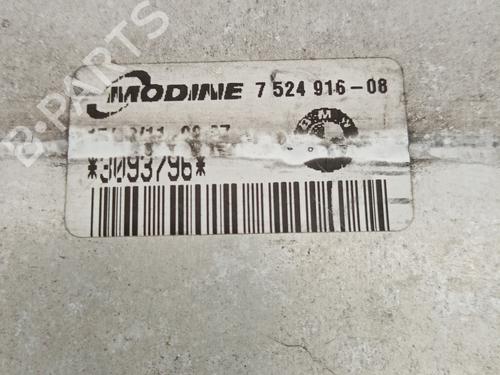 MODINE 7 524 916-08
BMW
*3093796*
B-PARTS